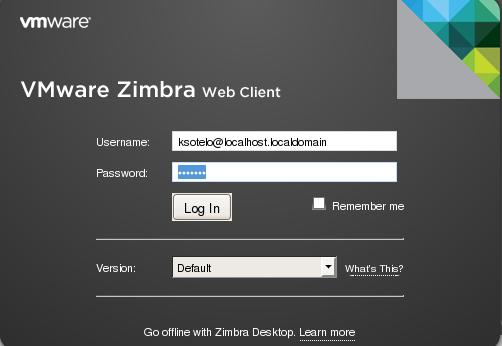 vmware®
VMware Zimbra Web Client
Username: ksotelo@localhost.localdomain
Password: •••••••
Log In Remember me
Version: Default What's This?
Go offline with Zimbra Desktop. Learn more